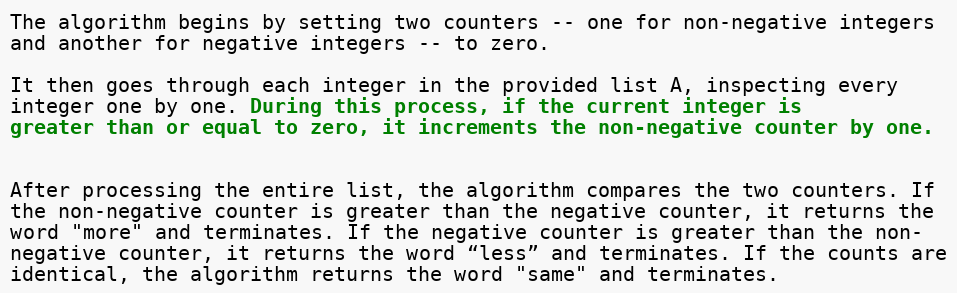 The algorithm begins by setting two counters -- one for non-negative integers
and another for negative integers -- to zero.
It then goes through each integer in the provided list A, inspecting every
integer one by one. During this process, if the current integer is
greater than or equal to zero, it increments the non-negative counter by one.
After processing the entire list, the algorithm compares the two counters. If
the non-negative counter is greater than the negative counter, it returns the
word "more" and terminates. If the negative counter is greater than the non-
negative counter, it returns the word “less” and terminates. If the counts are
identical, the algorithm returns the word "same" and terminates.